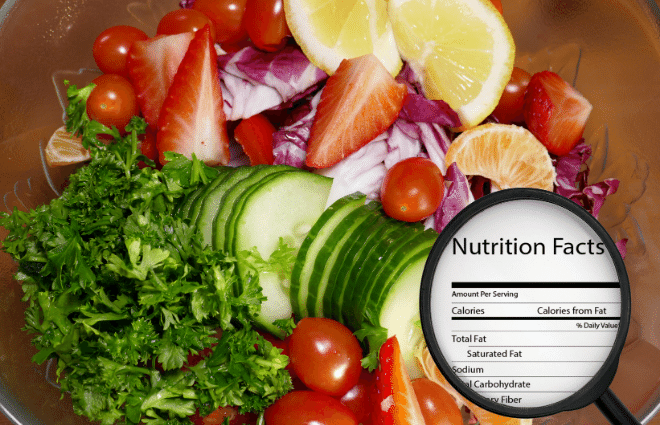 Nutrition Facts
Amount Per Serving
Calories Calories from Fat
% Daily Value
Total Fat
Saturated Fat
Sodium
Carbohydrate
Fiber